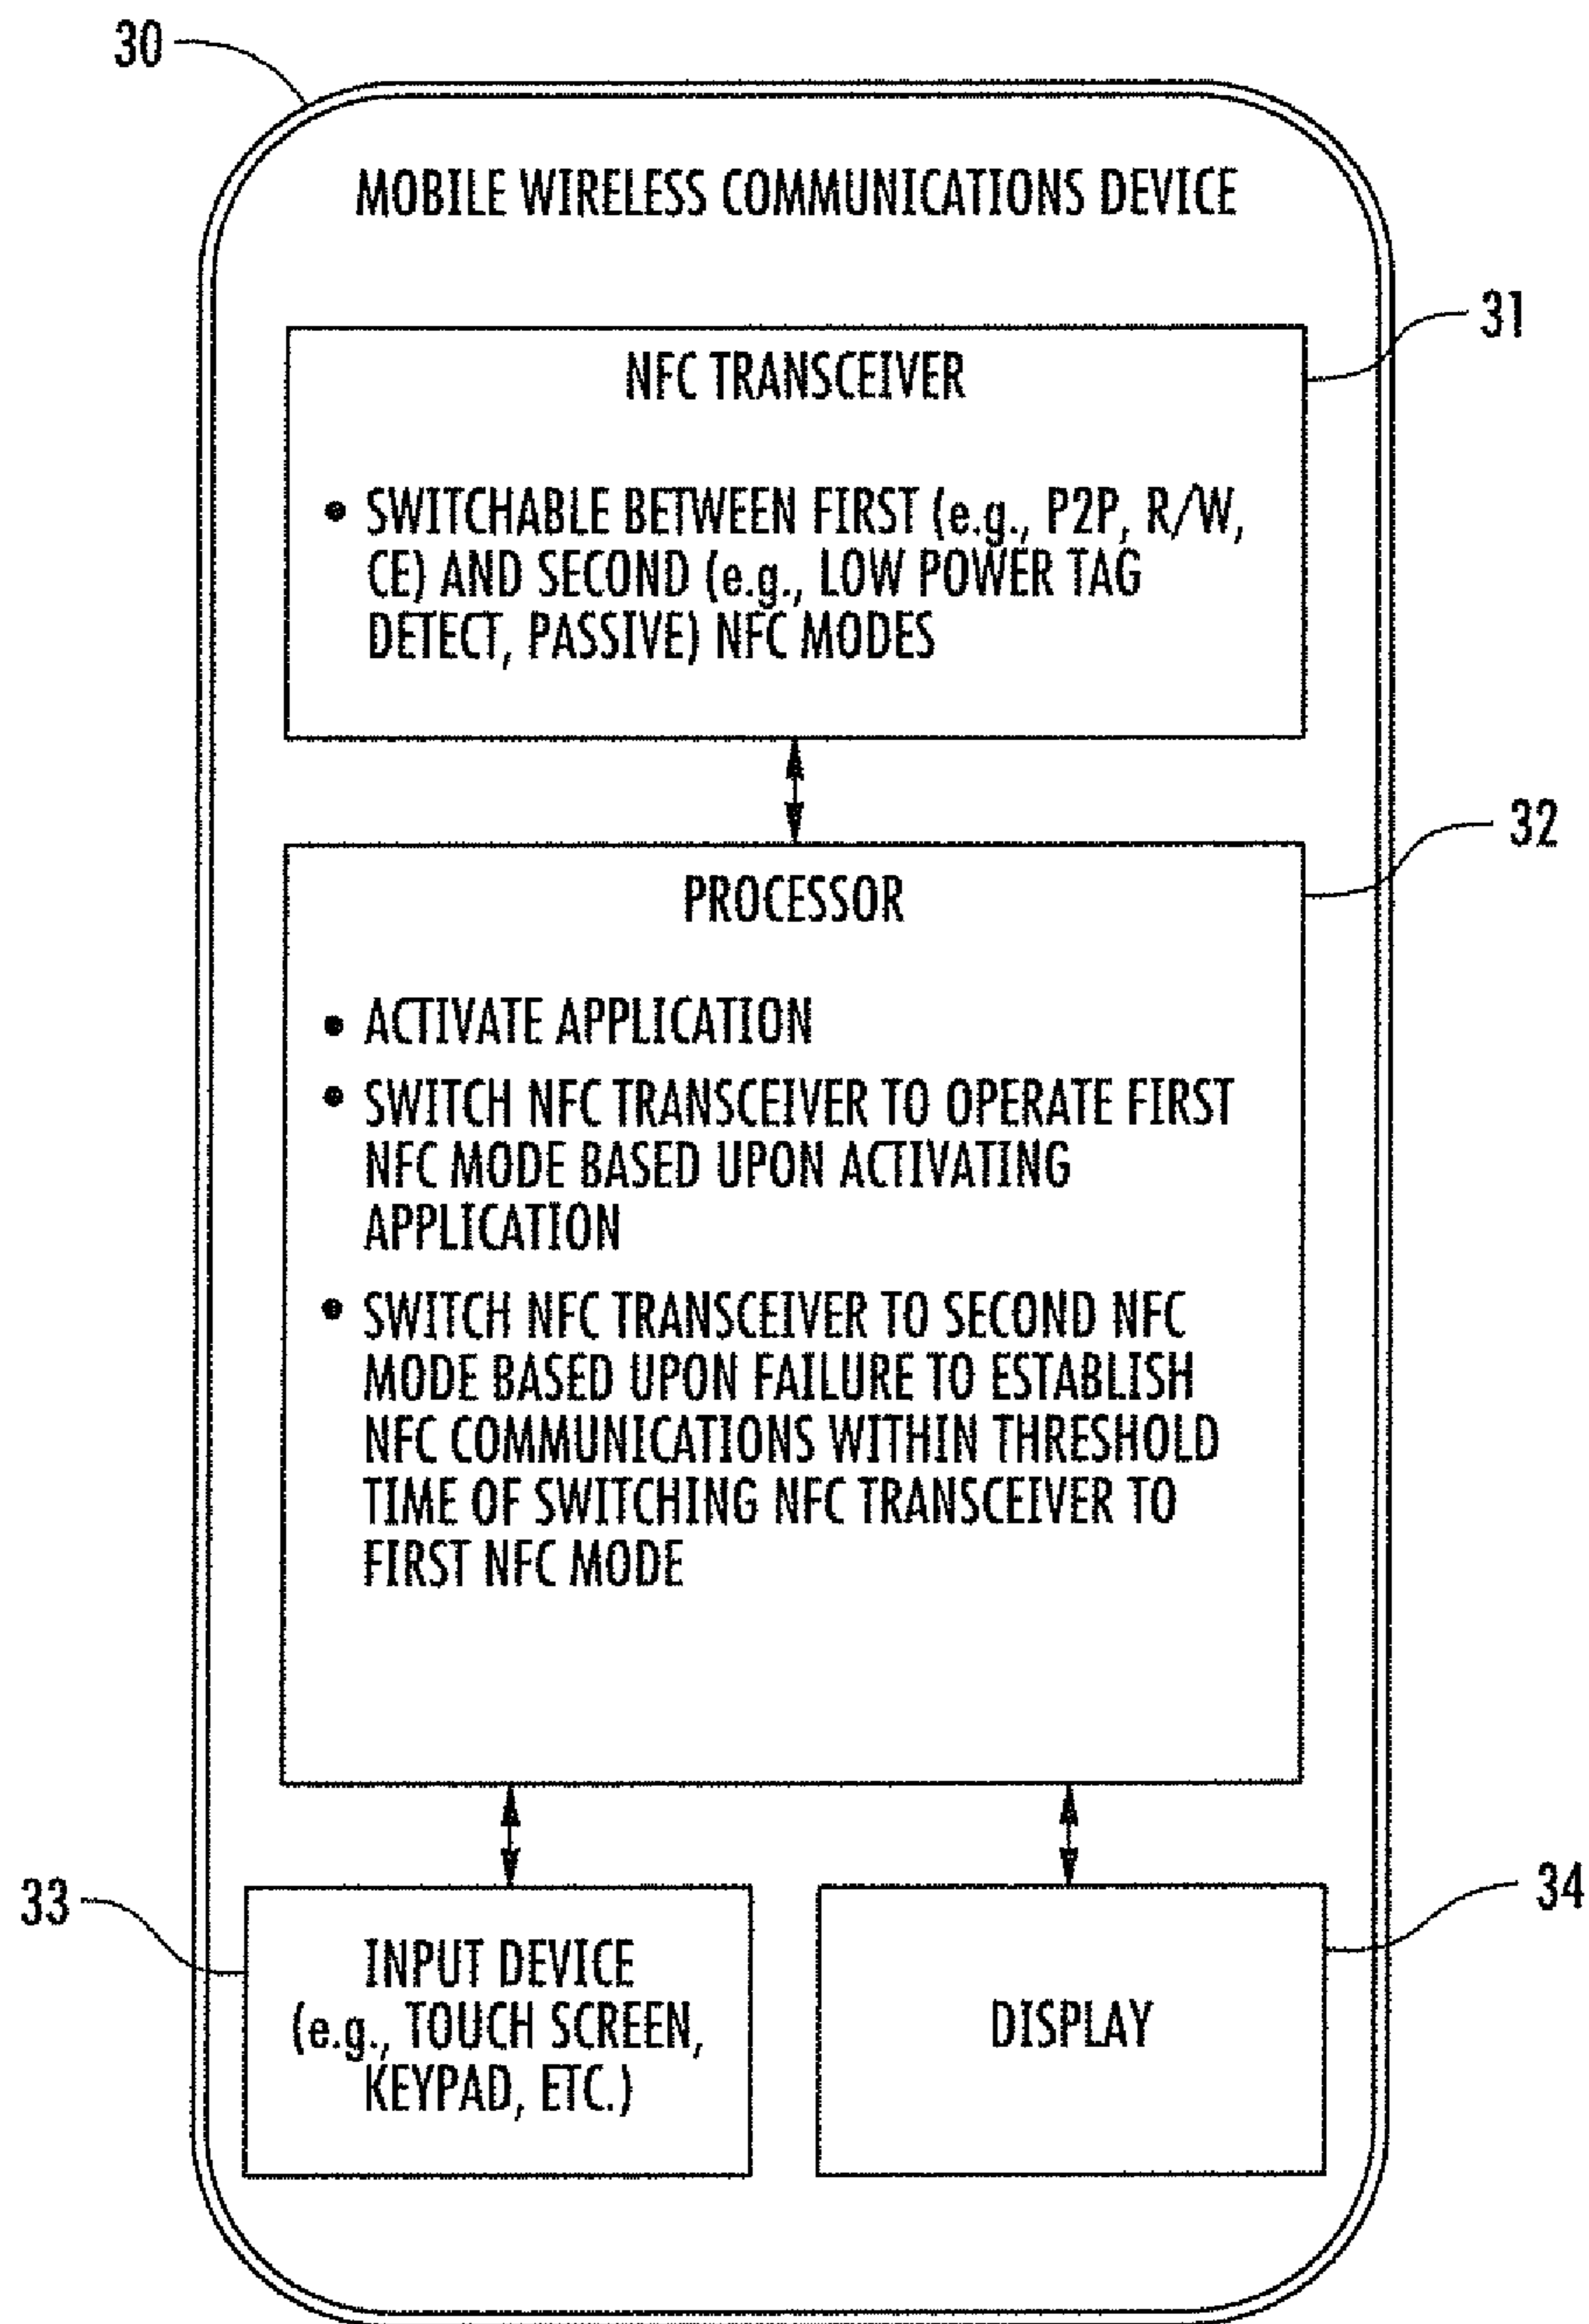 30
MOBILE WIRELESS COMMUNICATIONS DEVICE
31
NFC TRANSCEIVER
• SWITCHABLE BETWEEN FIRST (e.g., P2P, R/W,
CE) AND SECOND (e.g., LOW POWER TAG
DETECT, PASSIVE) NFC MODES
32
PROCESSOR
• ACTIVATE APPLICATION
• SWITCH NFC TRANSCEIVER TO OPERATE FIRST
NFC MODE BASED UPON ACTIVATING
APPLICATION
• SWITCH NFC TRANSCEIVER TO SECOND NFC
MODE BASED UPON FAILURE TO ESTABLISH
NFC COMMUNICATIONS WITHIN THRESHOLD
TIME OF SWITCHING NFC TRANSCEIVER TO
FIRST NFC MODE
33
INPUT DEVICE
(e.g., TOUCH SCREEN,
KEYPAD, ETC.)
34
DISPLAY